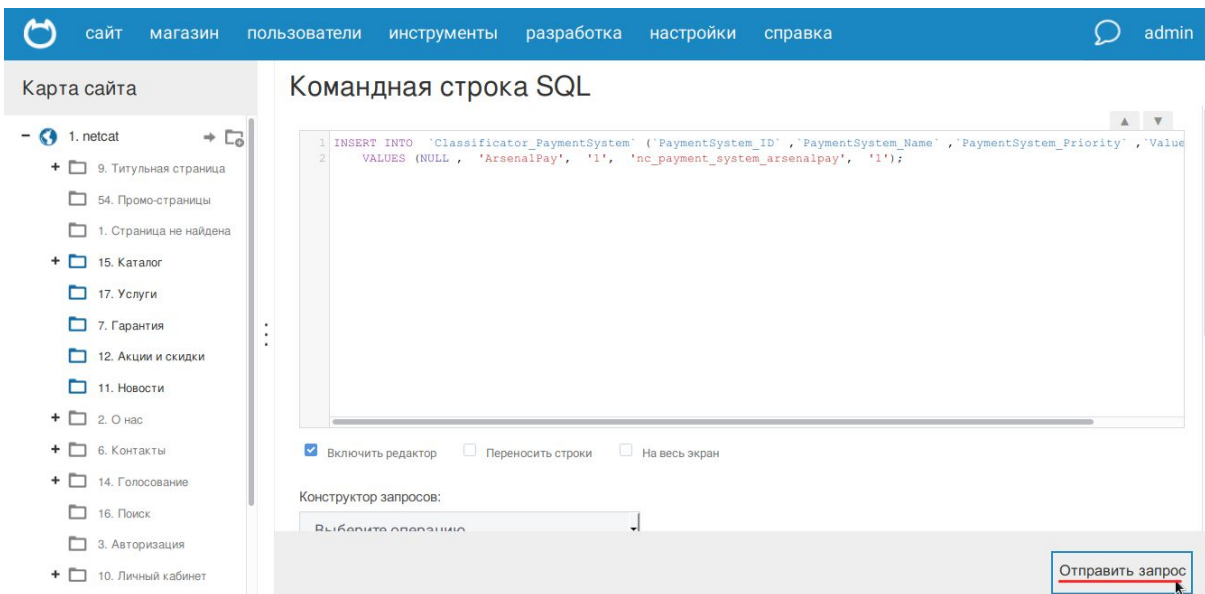 сайт магазин пользователи инструменты разработка настройки справка admin
Карта сайта
1. netcat
9. Титульная страница
54. Промо-страницы
1. Страница не найдена
15. Каталог
17. Услуги
7. Гарантия
12. Акции и скидки
11. Новости
2. О нас
6. Контакты
14. Голосование
16. Поиск
3. Авторизация
10. Личный кабинет
Командная строка SQL
1 INSERT INTO `Classificator_PaymentSystem` (`PaymentSystem_ID` ,`PaymentSystem_Name` ,`PaymentSystem_Priority` ,`Value
2 VALUES (NULL , 'ArsenalPay', '1', 'nc_payment_system_arsenalpay', '1');
Включить редактор Переносить строки На весь экран
Конструктор запросов:
Выберите операцию
Отправить запрос